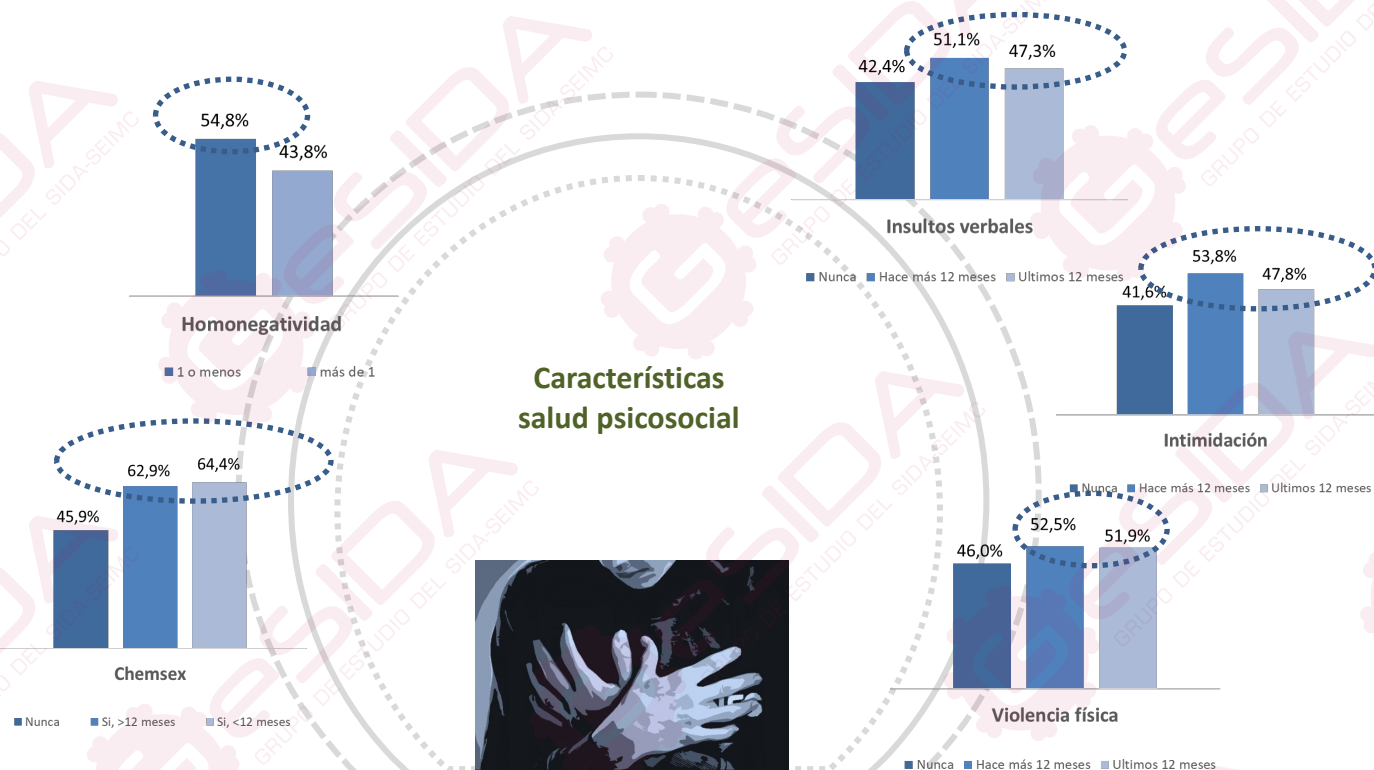 54,8%
43,8%
Homonegatividad
1 o menos
más de 1
42,4%
51,1%
47,3%
Insultos verbales
Nunca
Hace más 12 meses
Ultimos 12 meses
53,8%
47,8%
41,6%
Intimidación
Nunca
Hace más 12 meses
Ultimos 12 meses
Características
salud psicosocial
62,9%
64,4%
45,9%
Chemsex
Nunca
Si, >12 meses
Si, <12 meses
52,5%
51,9%
46,0%
Violencia física
Nunca
Hace más 12 meses
Ultimos 12 meses
GeSIDA
GRUPO DE ESTUDIO DEL SIDA-SEIMC